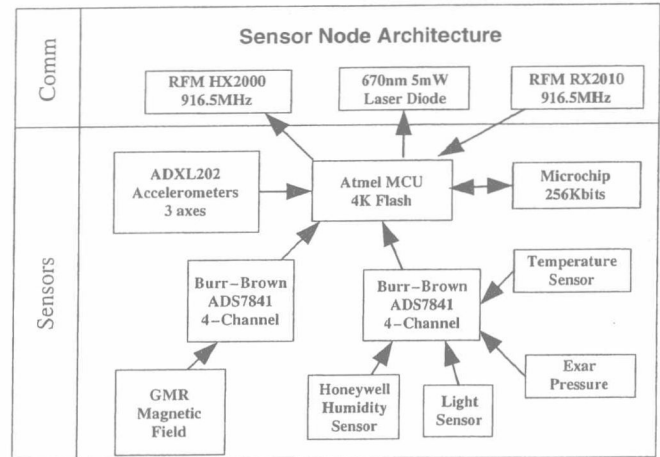 Sensor Node Architecture
Comm
RFM HX2000
916.5MHz
670nm 5mW
Laser Diode
RFM RX2010
916.5MHz
Sensors
ADXL202
Accelerometers
3 axes
Atmel MCU
4K Flash
Microchip
256Kbits
Burr-Brown
ADS7841
4-Channel
Burr-Brown
ADS7841
4-Channel
Temperature
Sensor
GMR
Magnetic
Field
Honeywell
Humidity
Sensor
Light
Sensor
Exar
Pressure